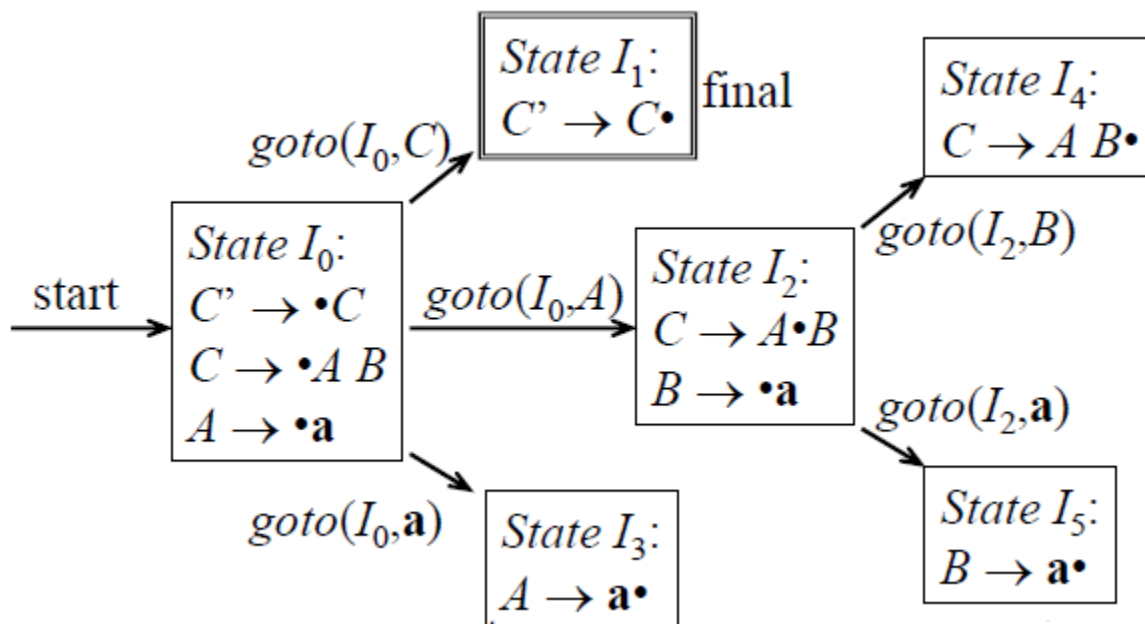 State I₁:
C’ → C•
final
goto(I₀,C)
State I₄:
C → A B•
goto(I₂,B)
start
State I₀:
C’ → •C
C → •A B
A → •a
goto(I₀,A)
State I₂:
C → A•B
B → •a
goto(I₂,a)
goto(I₀,a)
State I₃:
A → a•
State I₅:
B → a•